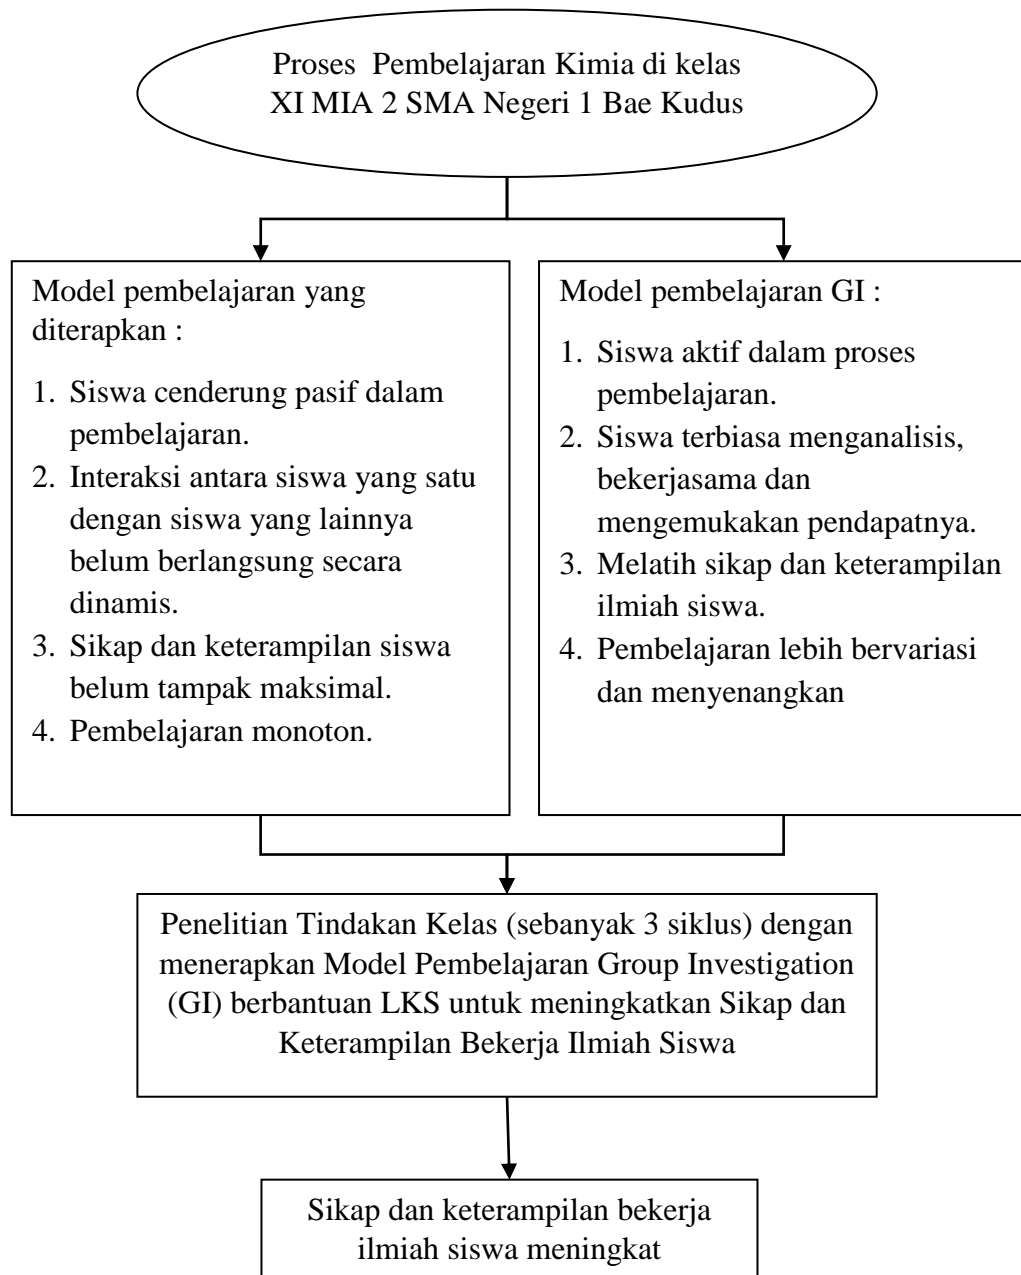 Proses Pembelajaran Kimia di kelas
XI MIA 2 SMA Negeri 1 Bae Kudus
Model pembelajaran yang
diterapkan :
1. Siswa cenderung pasif dalam
pembelajaran.
2. Interaksi antara siswa yang satu
dengan siswa yang lainnya
belum berlangsung secara
dinamis.
3. Sikap dan keterampilan siswa
belum tampak maksimal.
4. Pembelajaran monoton.
Model pembelajaran GI :
1. Siswa aktif dalam proses
pembelajaran.
2. Siswa terbiasa menganalisis,
bekerjasama dan
mengemukakan pendapatnya.
3. Melatih sikap dan keterampilan
ilmiah siswa.
4. Pembelajaran lebih bervariasi
dan menyenangkan
Penelitian Tindakan Kelas (sebanyak 3 siklus) dengan
menerapkan Model Pembelajaran Group Investigation
(GI) berbantuan LKS untuk meningkatkan Sikap dan
Keterampilan Bekerja Ilmiah Siswa
Sikap dan keterampilan bekerja
ilmiah siswa meningkat